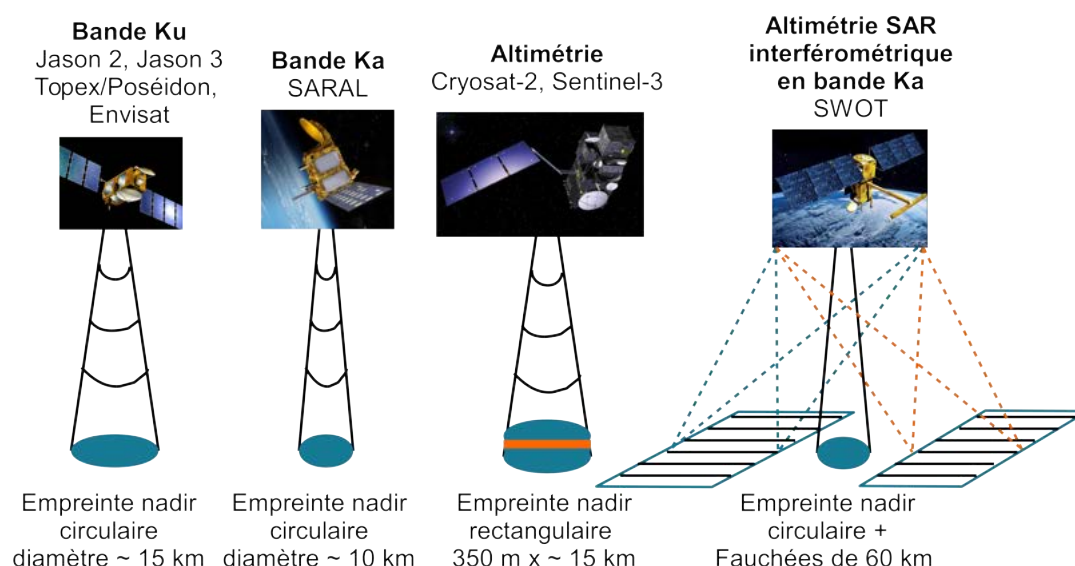 Bande Ku
Jason 2, Jason 3
Topex/Poséidon,
Envisat
Bande Ka
SARAL
Altimétrie
Cryosat-2, Sentinel-3
Altimétrie SAR
interférométrique
en bande Ka
SWOT
Empreinte nadir
circulaire
diamètre ~ 15 km
Empreinte nadir
circulaire
diamètre ~ 10 km
Empreinte nadir
rectangulaire
350 m x ~ 15 km
Empreinte nadir
circulaire +
Fauchées de 60 km